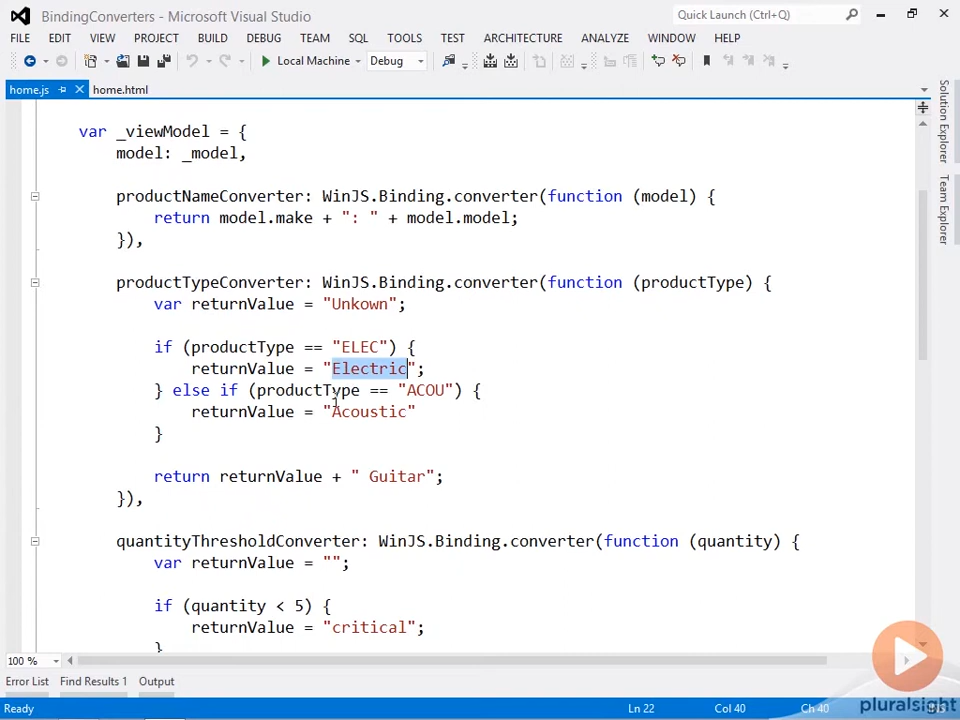 BindingConverters - Microsoft Visual Studio
Quick Launch (Ctrl+Q)
FILE EDIT VIEW PROJECT BUILD DEBUG TEAM SQL TOOLS TEST ARCHITECTURE ANALYZE WINDOW HELP
Local Machine Debug
home.js home.html
var _viewModel = {
model: _model,
productNameConverter: WinJS.Binding.converter(function (model) {
return model.make + ": " + model.model;
}),
productTypeConverter: WinJS.Binding.converter(function (productType) {
var returnValue = "Unkown";
if (productType == "ELEC") {
returnValue = "Electric";
} else if (productType == "ACOU") {
returnValue = "Acoustic"
}
return returnValue + " Guitar";
}),
quantityThresholdConverter: WinJS.Binding.converter(function (quantity) {
var returnValue = "";
if (quantity < 5) {
returnValue = "critical";
}
Solution Explorer
Team Explorer
100 %
Error List Find Results 1 Output
Ready Ln 22 Col 40 Ch 40
pluralsight